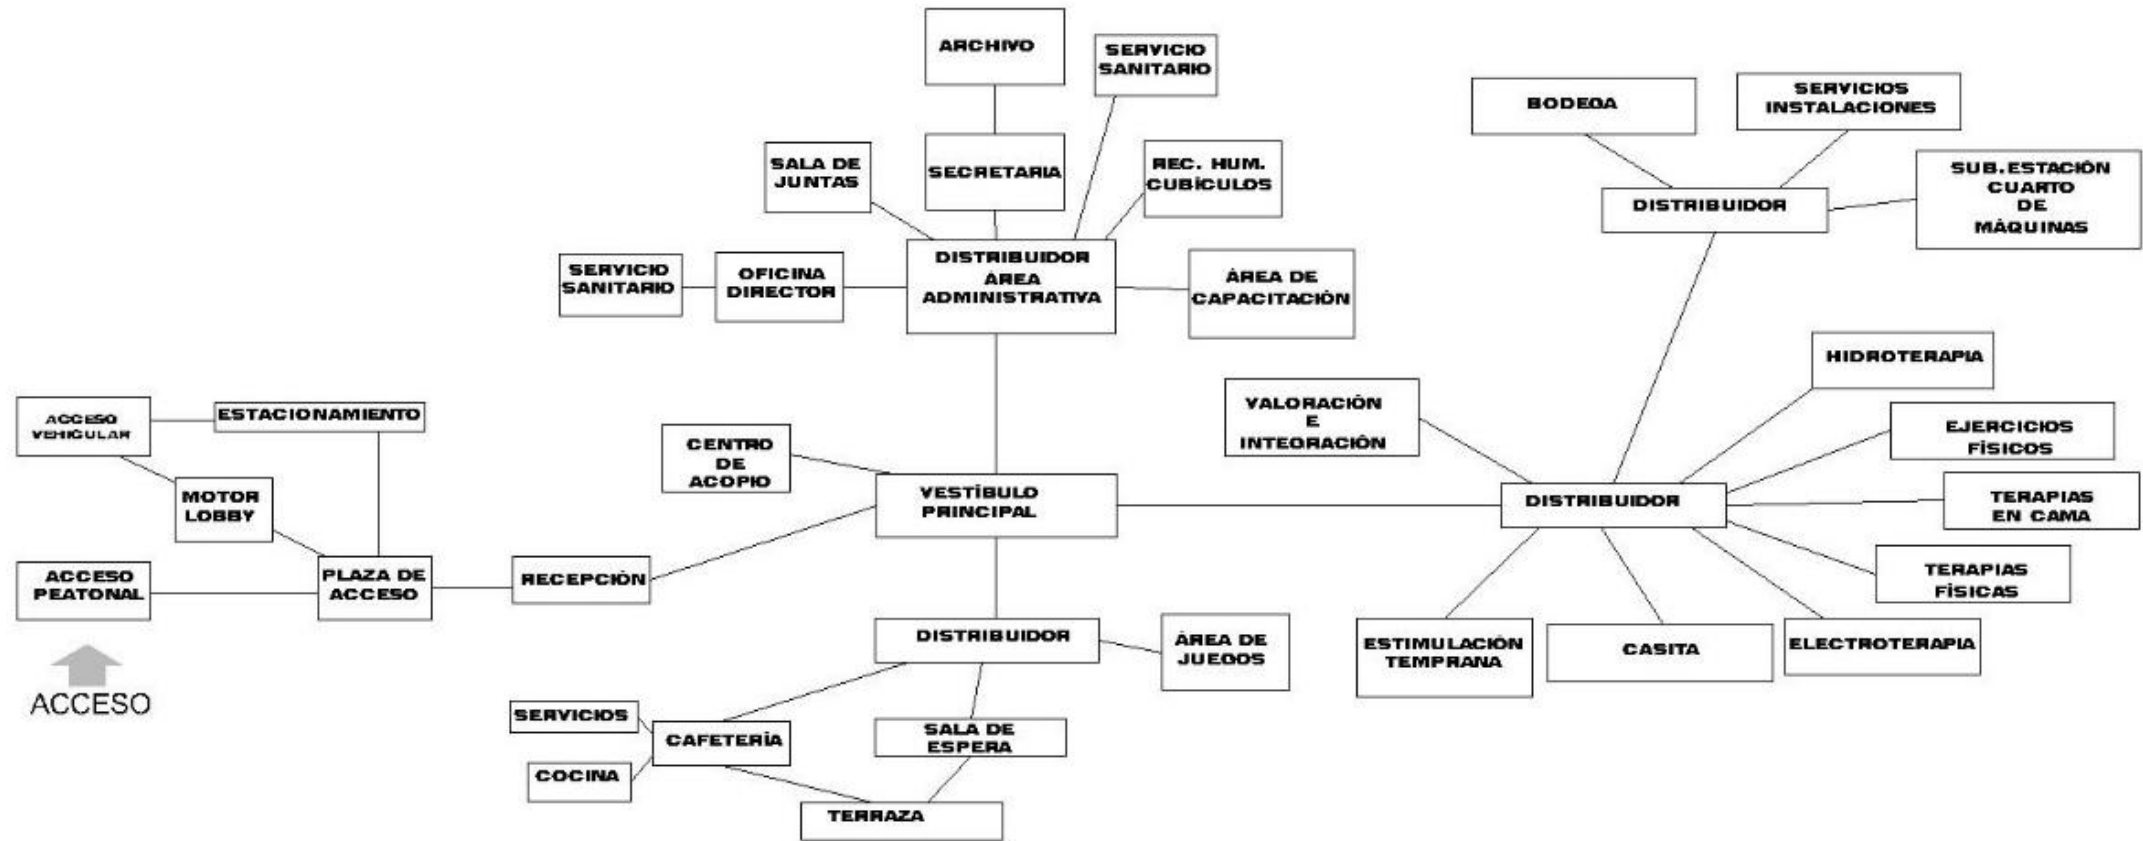 ARCHIVO
SERVICIO
SANITARIO
BODEGA
SERVICIOS
INSTALACIONES
SALA DE
JUNTAS
SECRETARIA
REC. HUM.
CUBÍCULOS
SUB.ESTACIÓN
CUARTO
DE
MÁQUINAS
DISTRIBUIDOR
SERVICIO
SANITARIO
OFICINA
DIRECTOR
DISTRIBUIDOR
ÁREA
ADMINISTRATIVA
ÁREA DE
CAPACITACIÓN
HIDROTERAPIA
ACCESO
VEHICULAR
ESTACIONAMIENTO
CENTRO
DE
ACOPIO
VALORACIÓN
E
INTEGRACIÓN
EJERCICIOS
FÍSICOS
MOTOR
LOBBY
VESTÍBULO
PRINCIPAL
DISTRIBUIDOR
TERAPIAS
EN CAMA
ACCESO
PEATONAL
PLAZA DE
ACCESO
RECEPCIÓN
TERAPIAS
FÍSICAS
DISTRIBUIDOR
ÁREA DE
JUEGOS
ESTIMULACIÓN
TEMPRANA
CASITA
ELECTROTERAPIA
ACCESO
SERVICIOS
CAFETERÍA
SALA DE
ESPERA
COCINA
TERRAZA